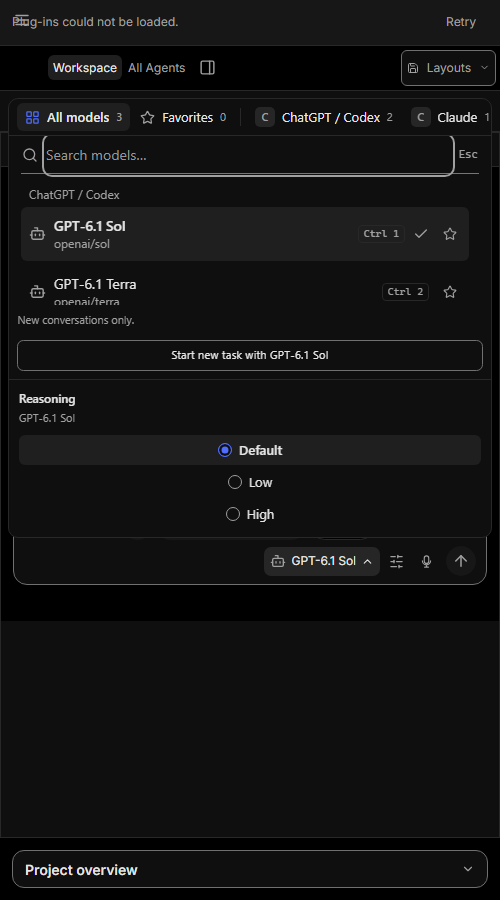 Plug-ins could not be loaded.
Retry
Workspace
All Agents
Layouts
All models 3
Favorites 0
C ChatGPT / Codex 2
C Claude 1
Search models...
Esc
ChatGPT / Codex
GPT-6.1 Sol
openai/sol
Ctrl 1
GPT-6.1 Terra
openai/terra
Ctrl 2
New conversations only.
Start new task with GPT-6.1 Sol
Reasoning
GPT-6.1 Sol
Default
Low
High
GPT-6.1 Sol
Project overview